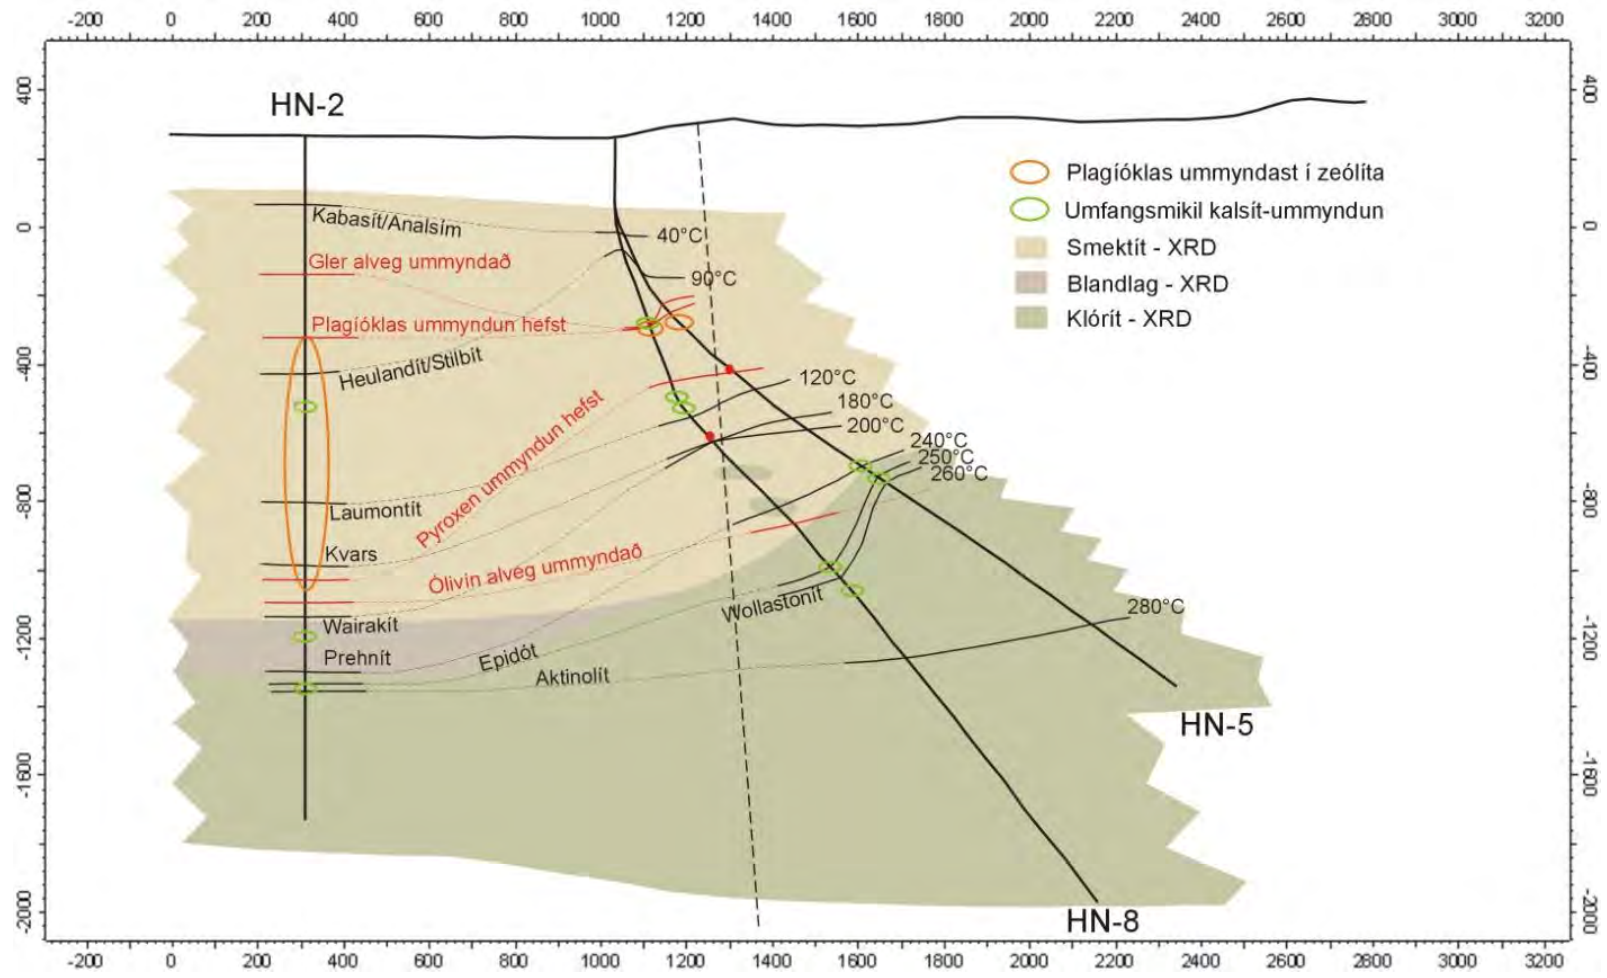 -200 0 200 400 600 800 1000 1200 1400 1600 1800 2000 2200 2400 2600 2800 3000 3200
400 400
HN-2
Plagíóklas ummyndast í zeólíta
Umfangsmikil kalsít-ummyndun
Smektít - XRD
Blandlag - XRD
Klórít - XRD
0 0
Kabasít/Analsím
40°C
Gler alveg ummyndað
90°C
Plagíóklas ummyndun hefst
Heulandít/Stilbít
-400 -400
120°C
180°C
200°C
Pyroxen ummyndun hefst
240°C
250°C
260°C
-800 -800
Laumontít
Kvars
Ólivín alveg ummyndað
Wollastonít
280°C
Wairakít
-1200 -1200
Prehnít
Epidót
Aktinolít
HN-5
-1600 -1600
-2000 -2000
HN-8
-200 0 200 400 600 800 1000 1200 1400 1600 1800 2000 2200 2400 2600 2800 3000 3200